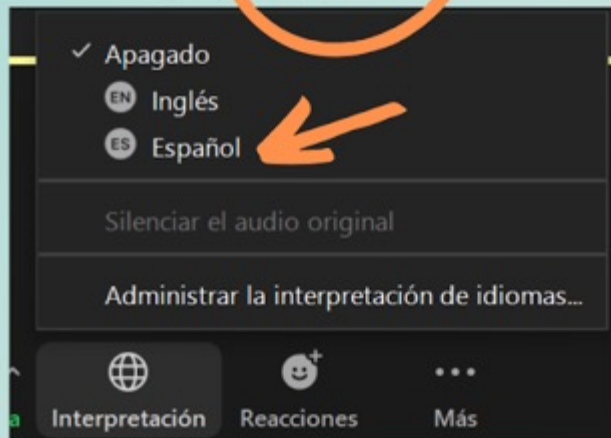 Apagado
EN Inglés
ES Español
Silenciar el audio original
Administrar la interpretación de idiomas...
a Interpretación Reacciones Más